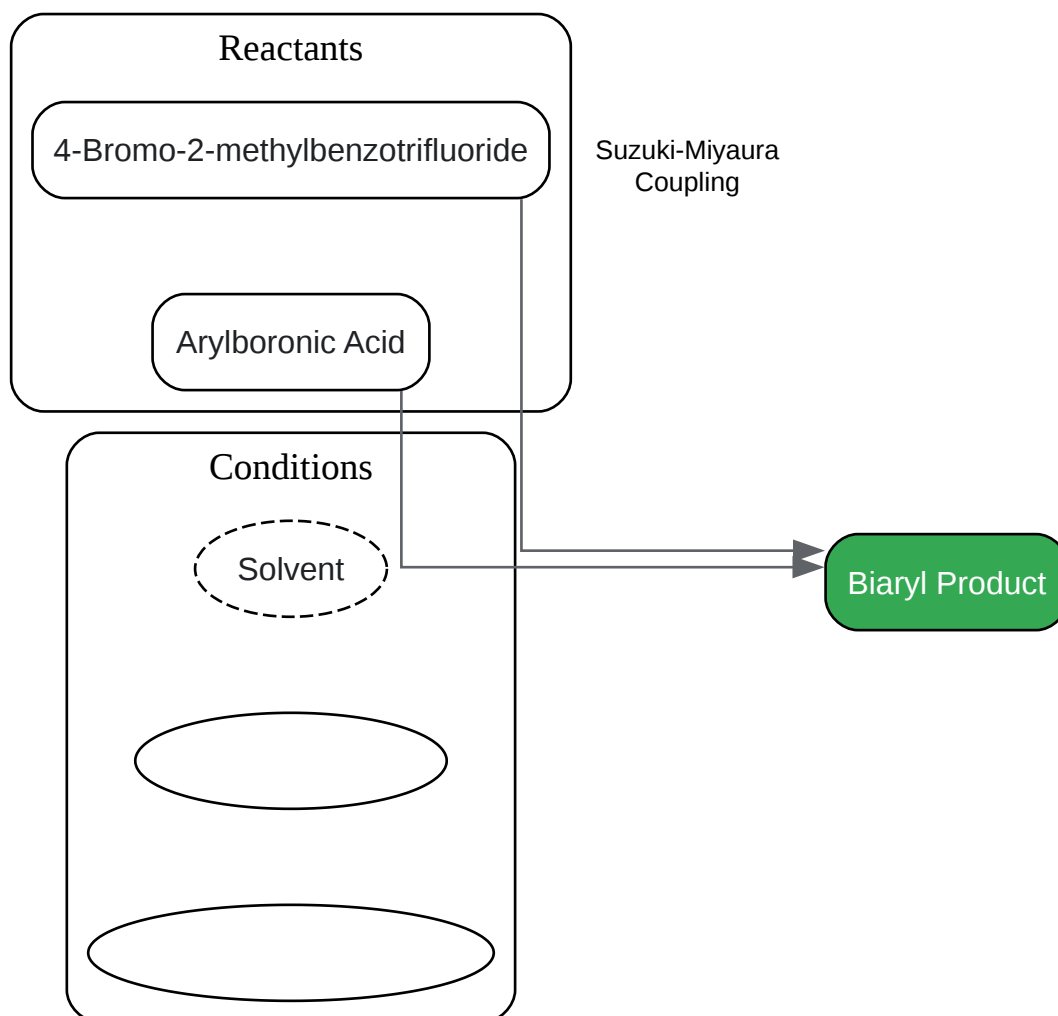 Reactants
4-Bromo-2-methylbenzotrifluoride
Suzuki-Miyaura
Coupling
Arylboronic Acid
Conditions
Solvent
Biaryl Product